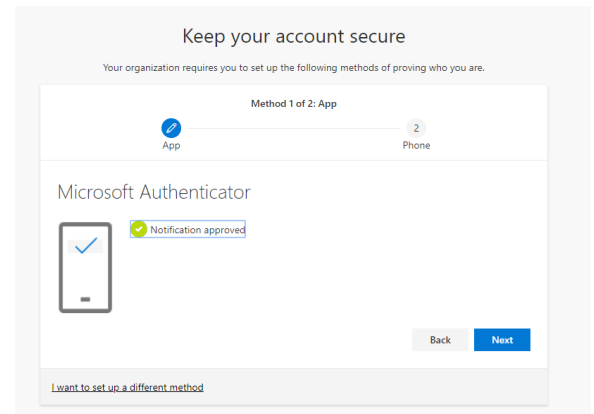 Keep your account secure
Your organization requires you to set up the following methods of proving who you are.
Method 1 of 2: App
2
App
Phone
Microsoft Authenticator
Notification approved
Back
Next
I want to set up a different method